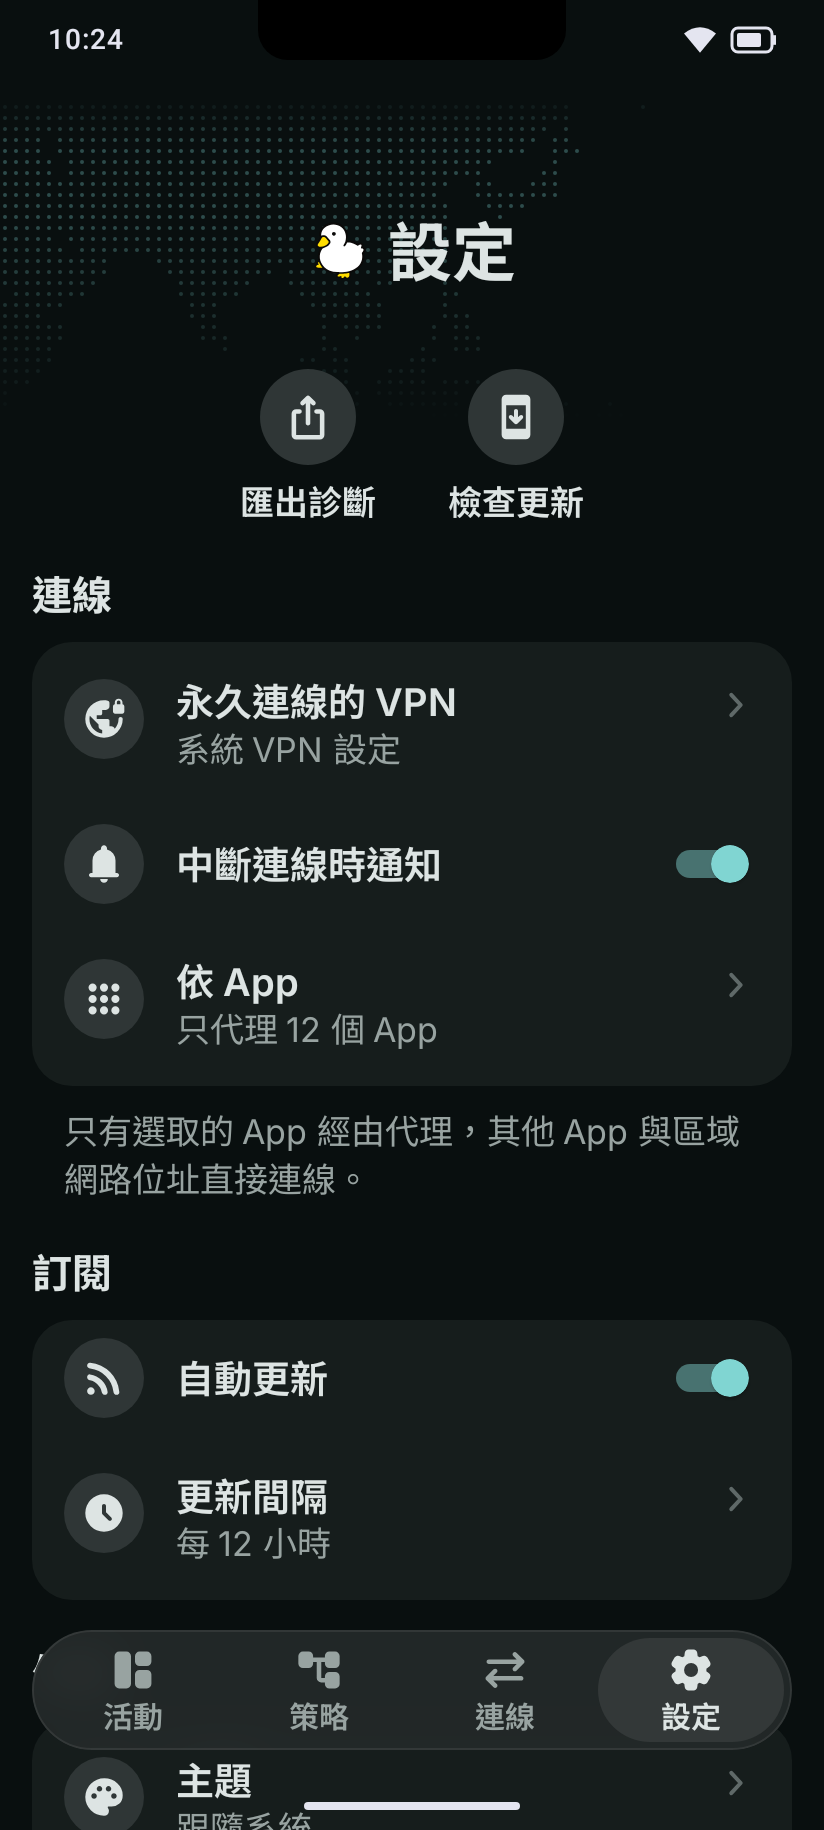 10:24
設定
匯出診斷
檢查更新
連線
永久連線的 VPN
系統 VPN 設定
中斷連線時通知
依 App
只代理 12 個 App
只有選取的 App 經由代理，其他 App 與區域
網路位址直接連線。
訂閱
自動更新
更新間隔
每 12 小時
活動
策略
連線
設定
主題
跟隨系統